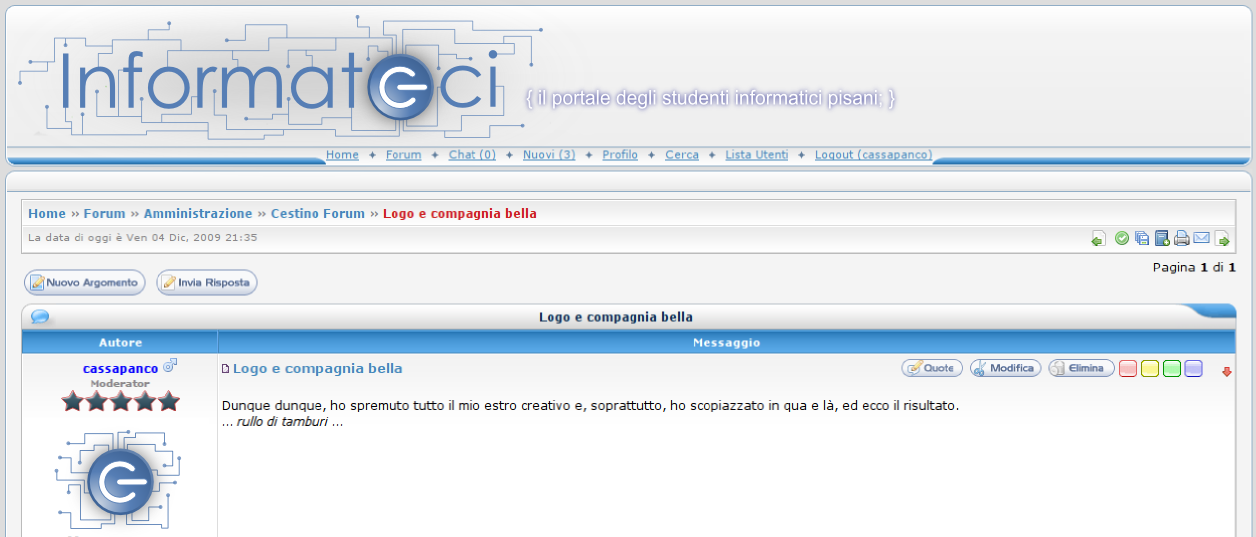 Informatici
{ il portale degli studenti informatici pisani; }
Home + Forum + Chat (0) + Nuovi (3) + Profilo + Cerca + Lista Utenti + Logout (cassapanco)
Home » Forum » Amministrazione » Cestino Forum » Logo e compagnia bella
La data di oggi è Ven 04 Dic, 2009 21:35
Pagina 1 di 1
Nuovo Argomento Invia Risposta
Logo e compagnia bella
Autore Messaggio
cassapanco
Moderator
Logo e compagnia bella
Quote Modifica Elimina
Dunque dunque, ho spremuto tutto il mio estro creativo e, soprattutto, ho scopiazzato in qua e là, ed ecco il risultato.
... rullo di tamburi ...